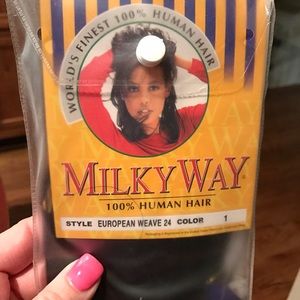 WORLD'S FINEST 100% HUMAN HAIR
MILKY WAY
100% HUMAN HAIR
STYLE EUROPEAN WEAVE 24 COLOR 1